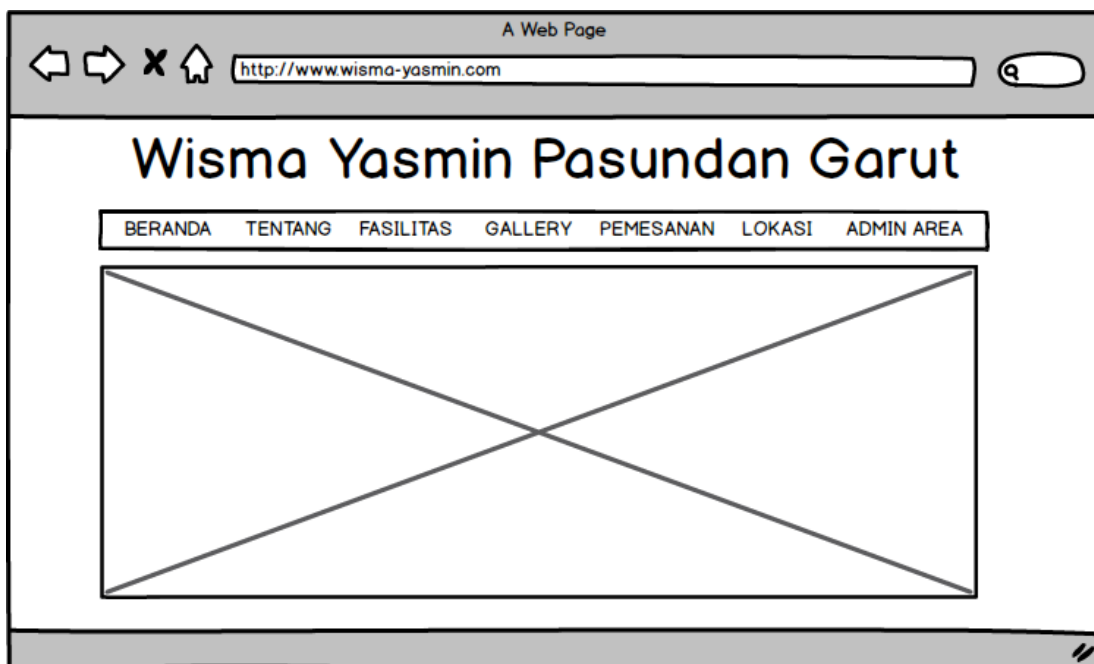 A Web Page
http://www.wisma-yasmin.com
Wisma Yasmin Pasundan Garut
BERANDA TENTANG FASILITAS GALLERY PEMESANAN LOKASI ADMIN AREA